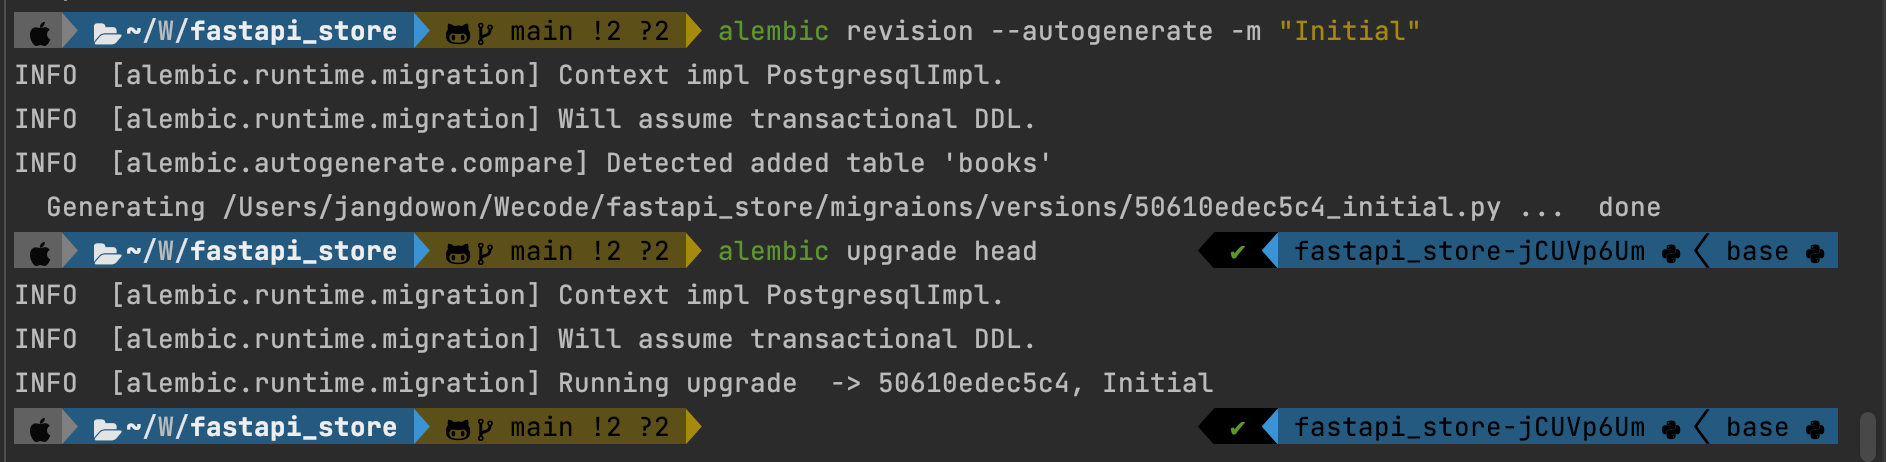 ~/W/fastapi_store main !2 ?2 alembic revision --autogenerate -m "Initial"
INFO  [alembic.runtime.migration] Context impl PostgresqlImpl.
INFO  [alembic.runtime.migration] Will assume transactional DDL.
INFO  [alembic.autogenerate.compare] Detected added table 'books'
  Generating /Users/jangdowon/Wecode/fastapi_store/migraions/versions/50610edec5c4_initial.py ...  done
~/W/fastapi_store main !2 ?2 alembic upgrade head ✔ fastapi_store-jCUVp6Um base
INFO  [alembic.runtime.migration] Context impl PostgresqlImpl.
INFO  [alembic.runtime.migration] Will assume transactional DDL.
INFO  [alembic.runtime.migration] Running upgrade  -> 50610edec5c4, Initial
~/W/fastapi_store main !2 ?2 ✔ fastapi_store-jCUVp6Um base